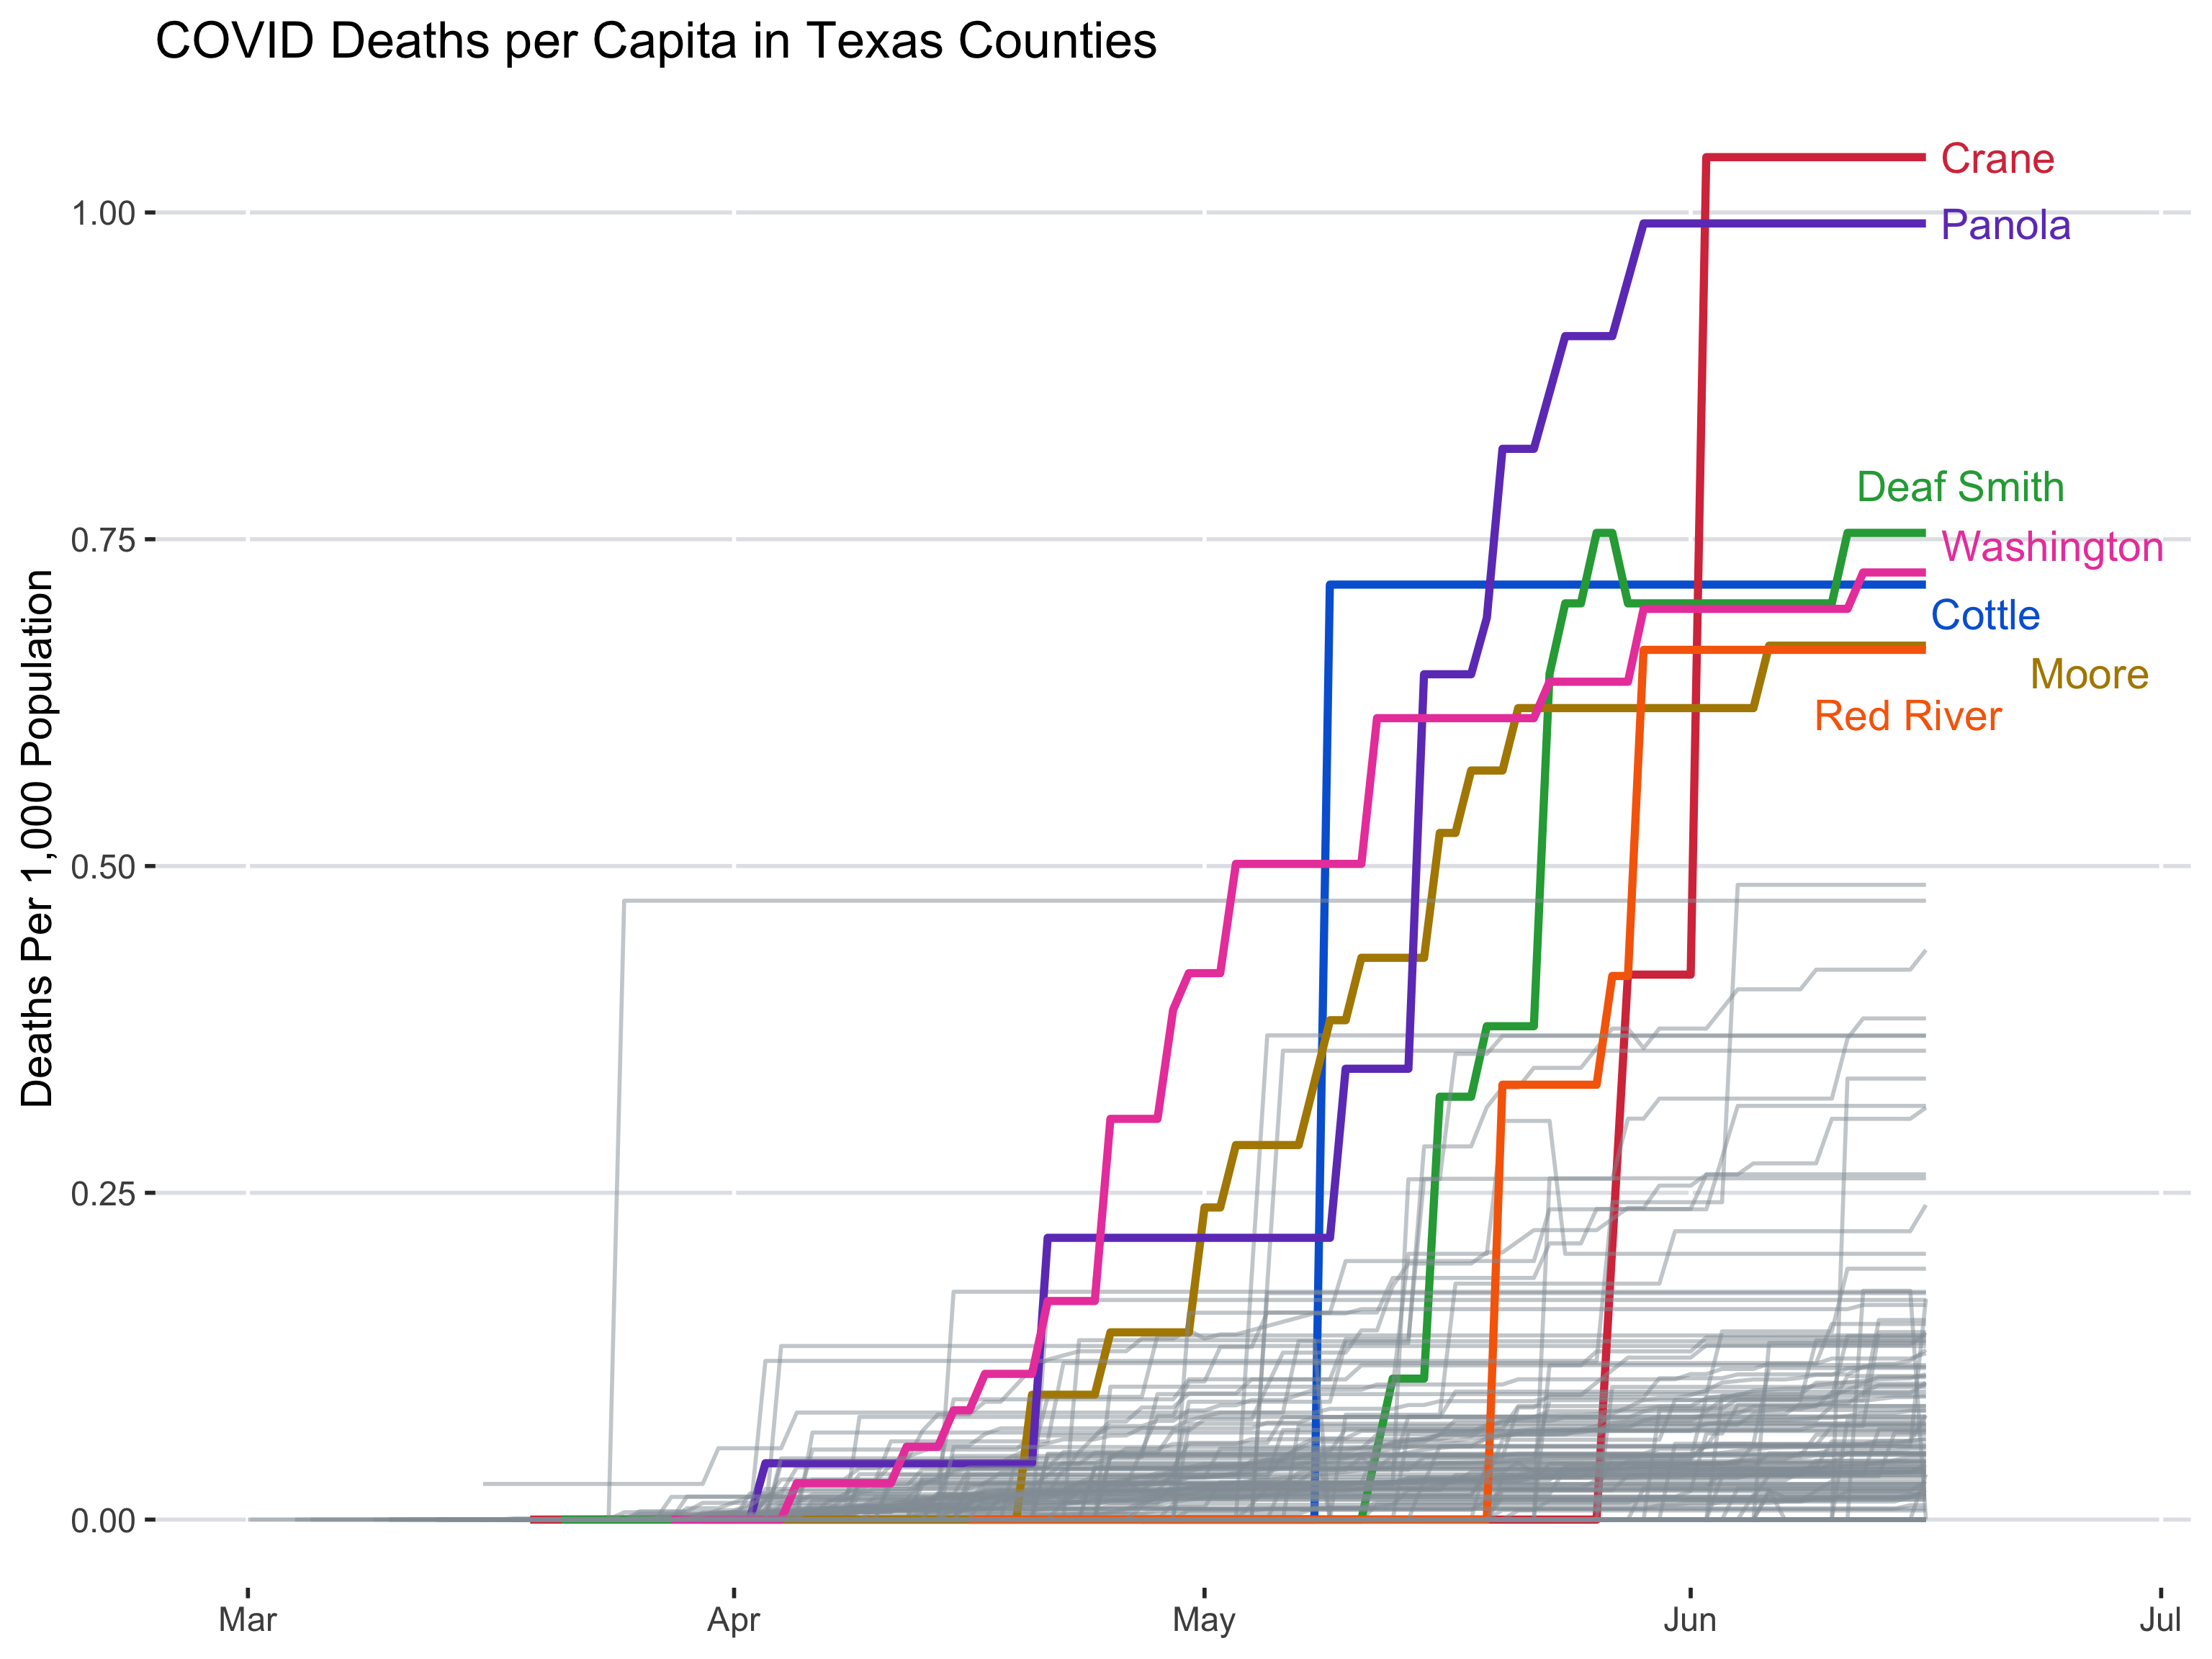 COVID Deaths per Capita in Texas Counties
Deaths Per 1,000 Population
1.00
0.75
0.50
0.25
0.00
Crane
Panola
Deaf Smith
Washington
Cottle
Moore
Red River
Mar
Apr
May
Jun
Jul